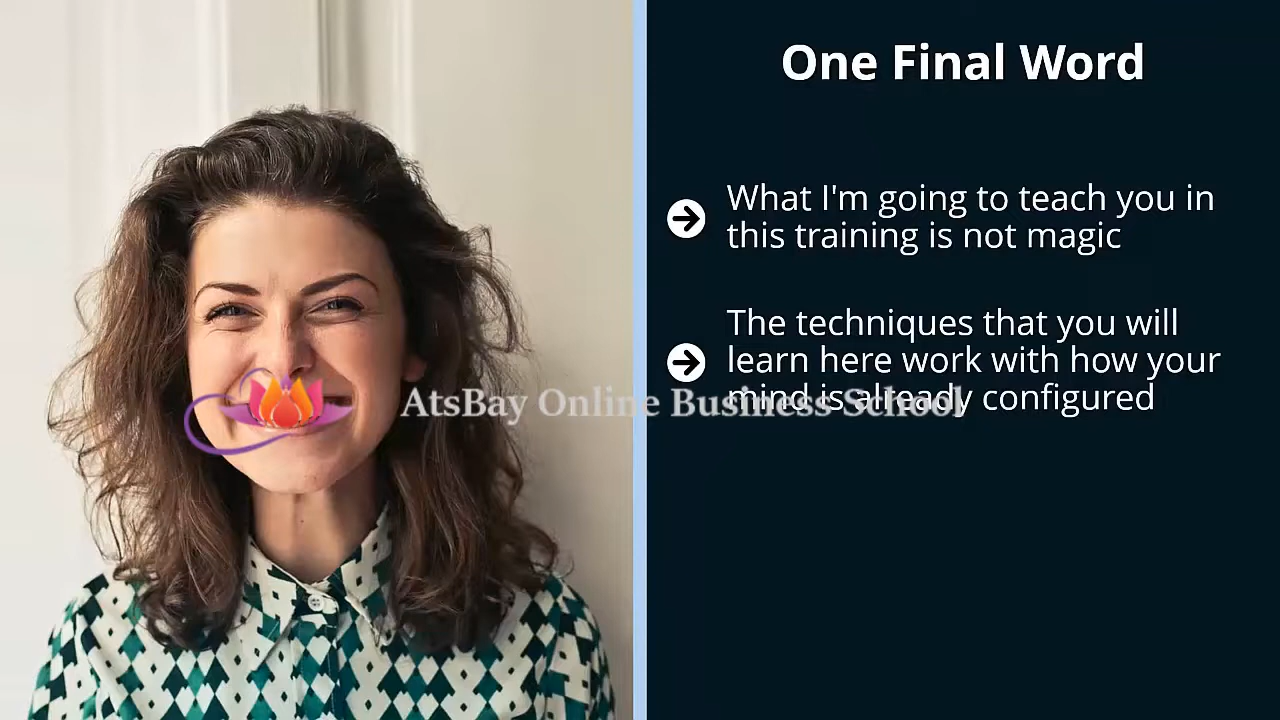 One Final Word
What I'm going to teach you in
this training is not magic
The techniques that you will
learn here work with how your
mind is already configured
AtsBay Online Business School